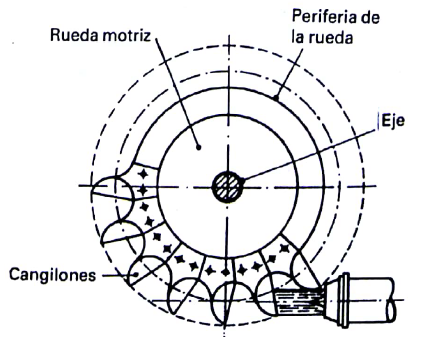 Rueda motriz
Periferia de
la rueda
Eje
Cangilones